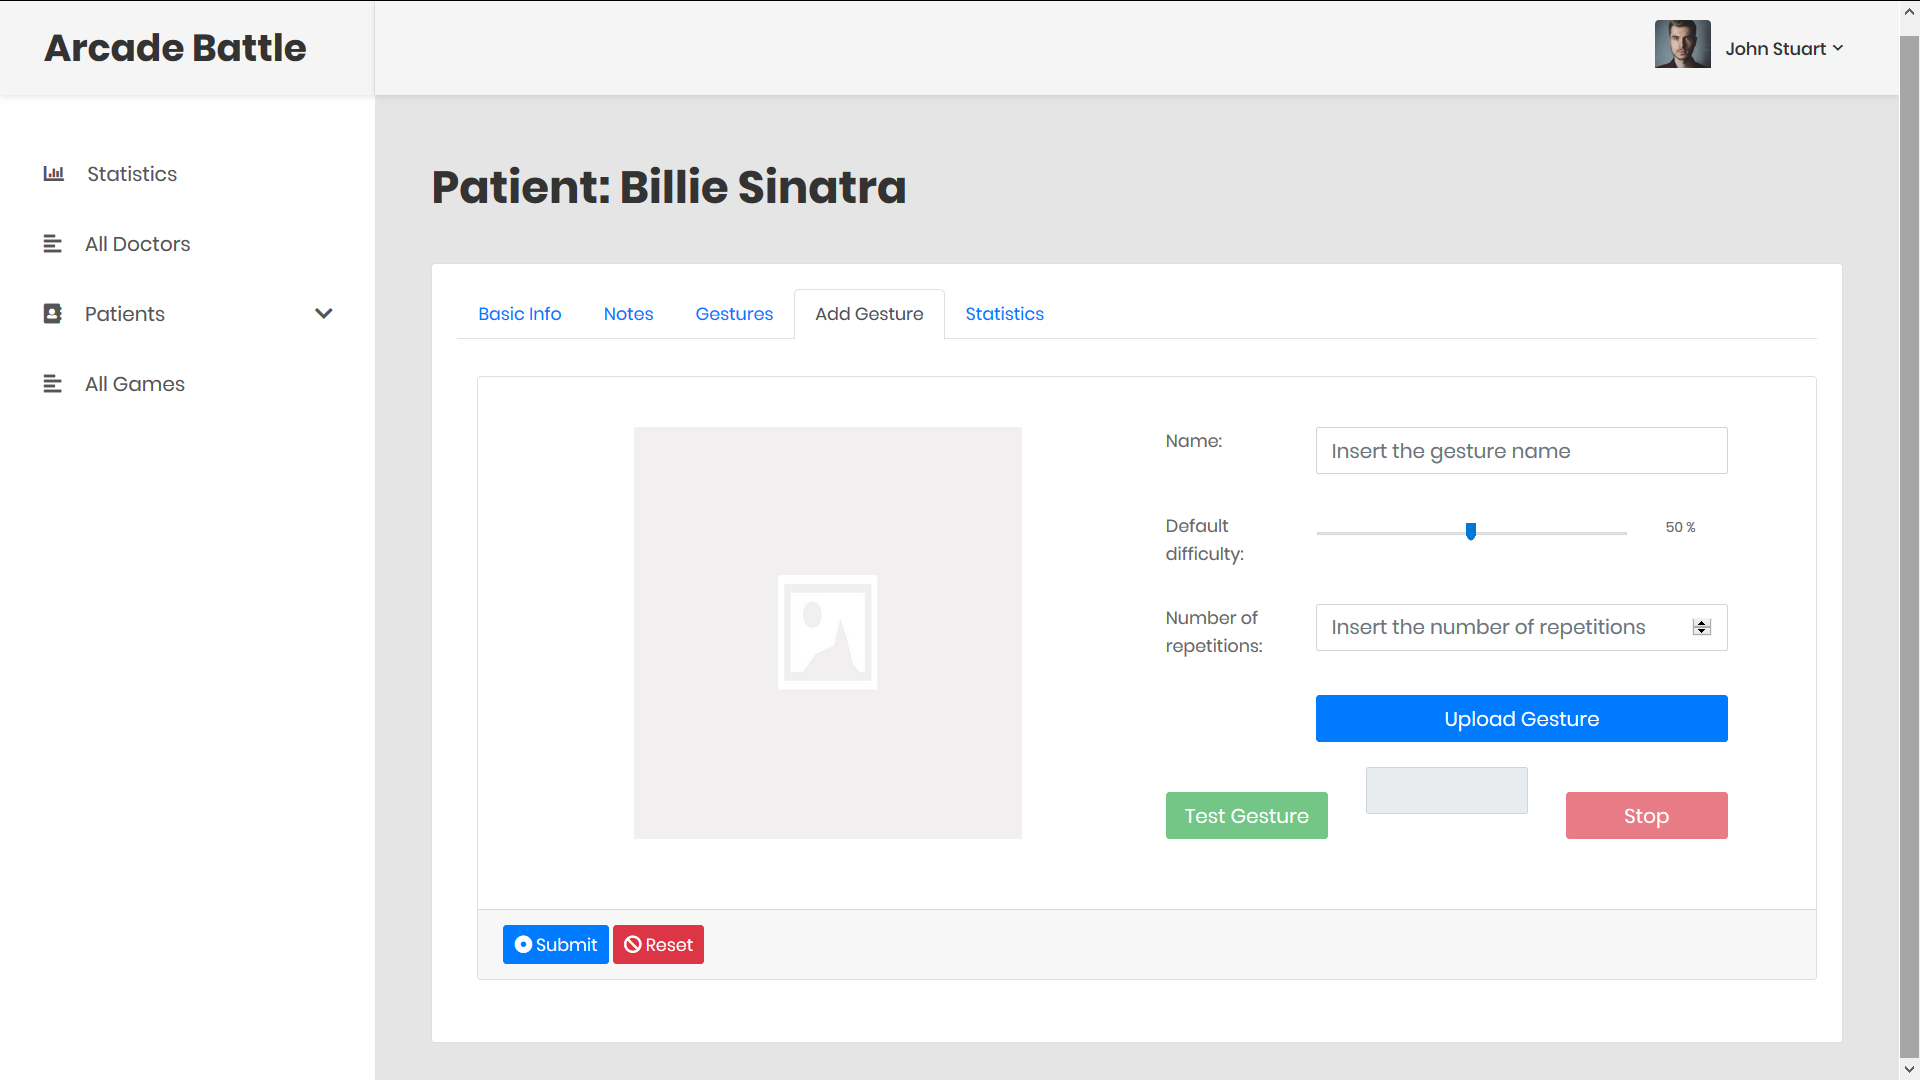 Arcade Battle
John Stuart
Statistics
All Doctors
Patients
All Games
Patient: Billie Sinatra
Basic Info
Notes
Gestures
Add Gesture
Statistics
Name:
Insert the gesture name
Default
difficulty:
50 %
Number of
repetitions:
Insert the number of repetitions
Upload Gesture
Test Gesture
Stop
Submit
Reset